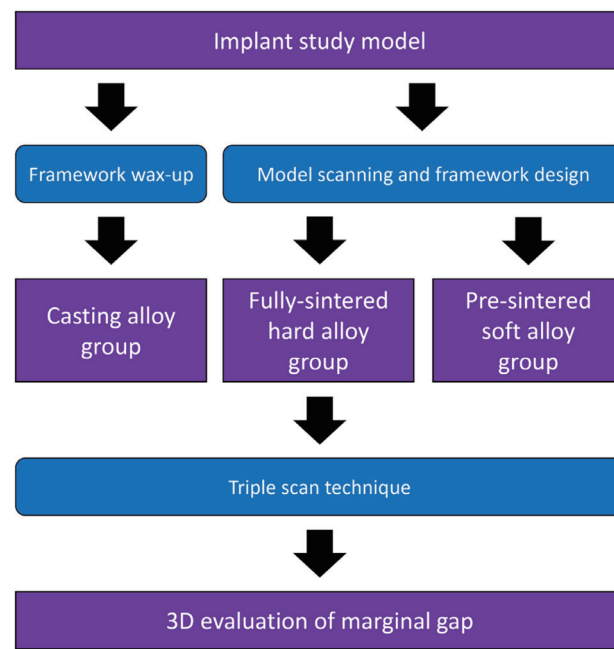 Implant study model
Framework wax-up
Model scanning and framework design
Casting alloy
group
Fully-sintered
hard alloy
group
Pre-sintered
soft alloy
group
Triple scan technique
3D evaluation of marginal gap